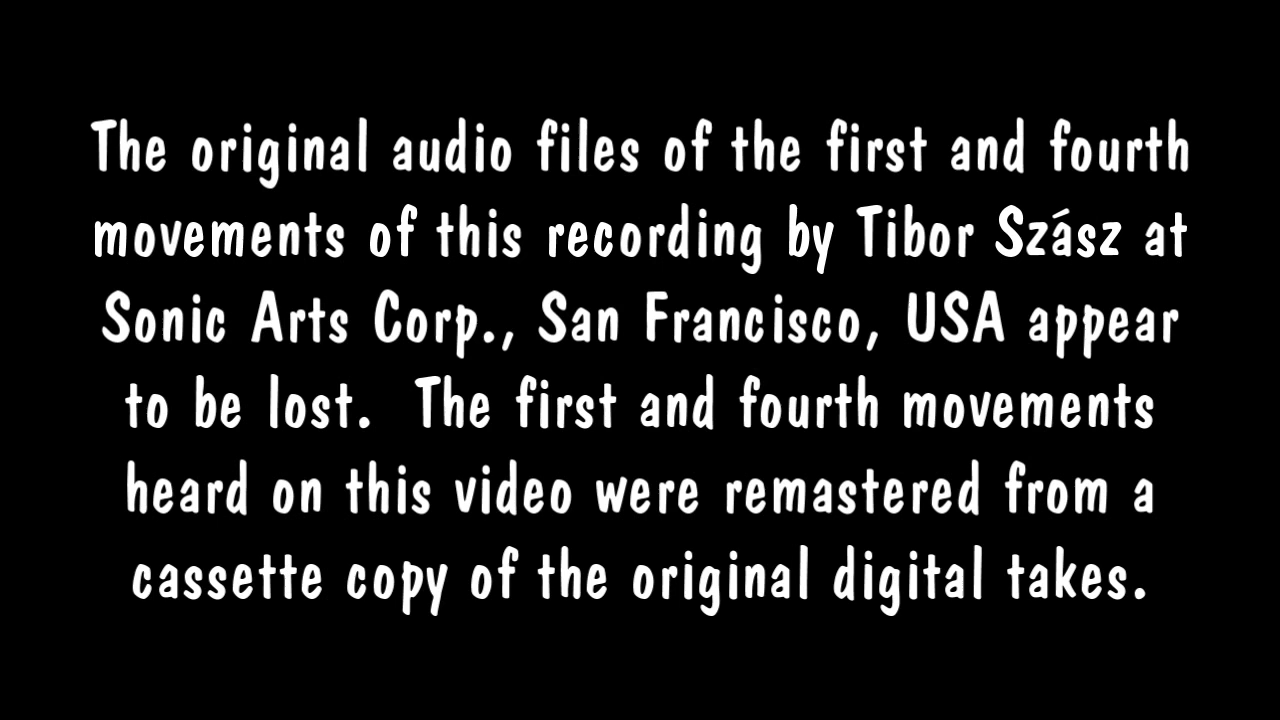 The original audio files of the first and fourth
movements of this recording by Tibor Szász at
Sonic Arts Corp., San Francisco, USA appear
to be lost.  The first and fourth movements
heard on this video were remastered from a
cassette copy of the original digital takes.